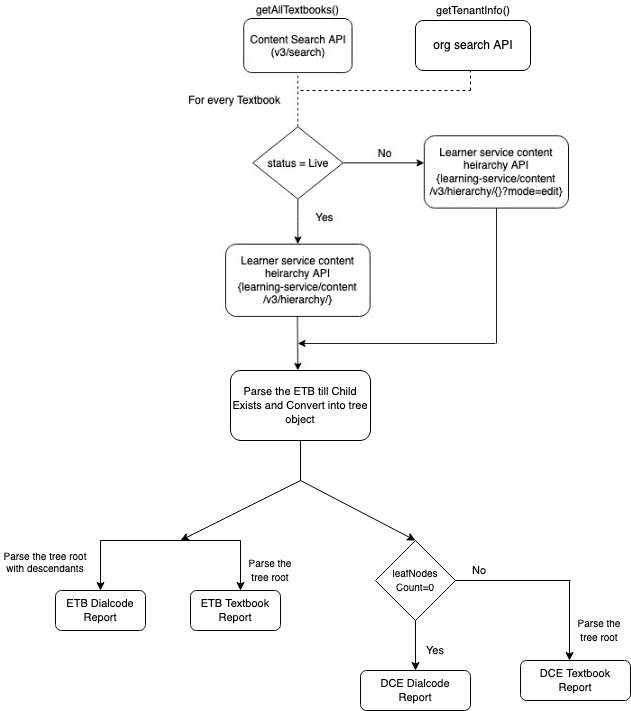 getAllTextbooks()
getTenantInfo()
Content Search API
(v3/search)
org search API
For every Textbook
status = Live
No
Learner service content
heirarchy API
{learning-service/content
/v3/hierarchy/{}?mode=edit}
Yes
Learner service content
heirarchy API
{learning-service/content
/v3/hierarchy/}
Parse the ETB till Child
Exists and Convert into tree
object
Parse the tree root
with descendants
Parse the
tree root
ETB Dialcode
Report
ETB Textbook
Report
leafNodes
Count=0
No
Parse the
tree root
Yes
DCE Dialcode
Report
DCE Textbook
Report